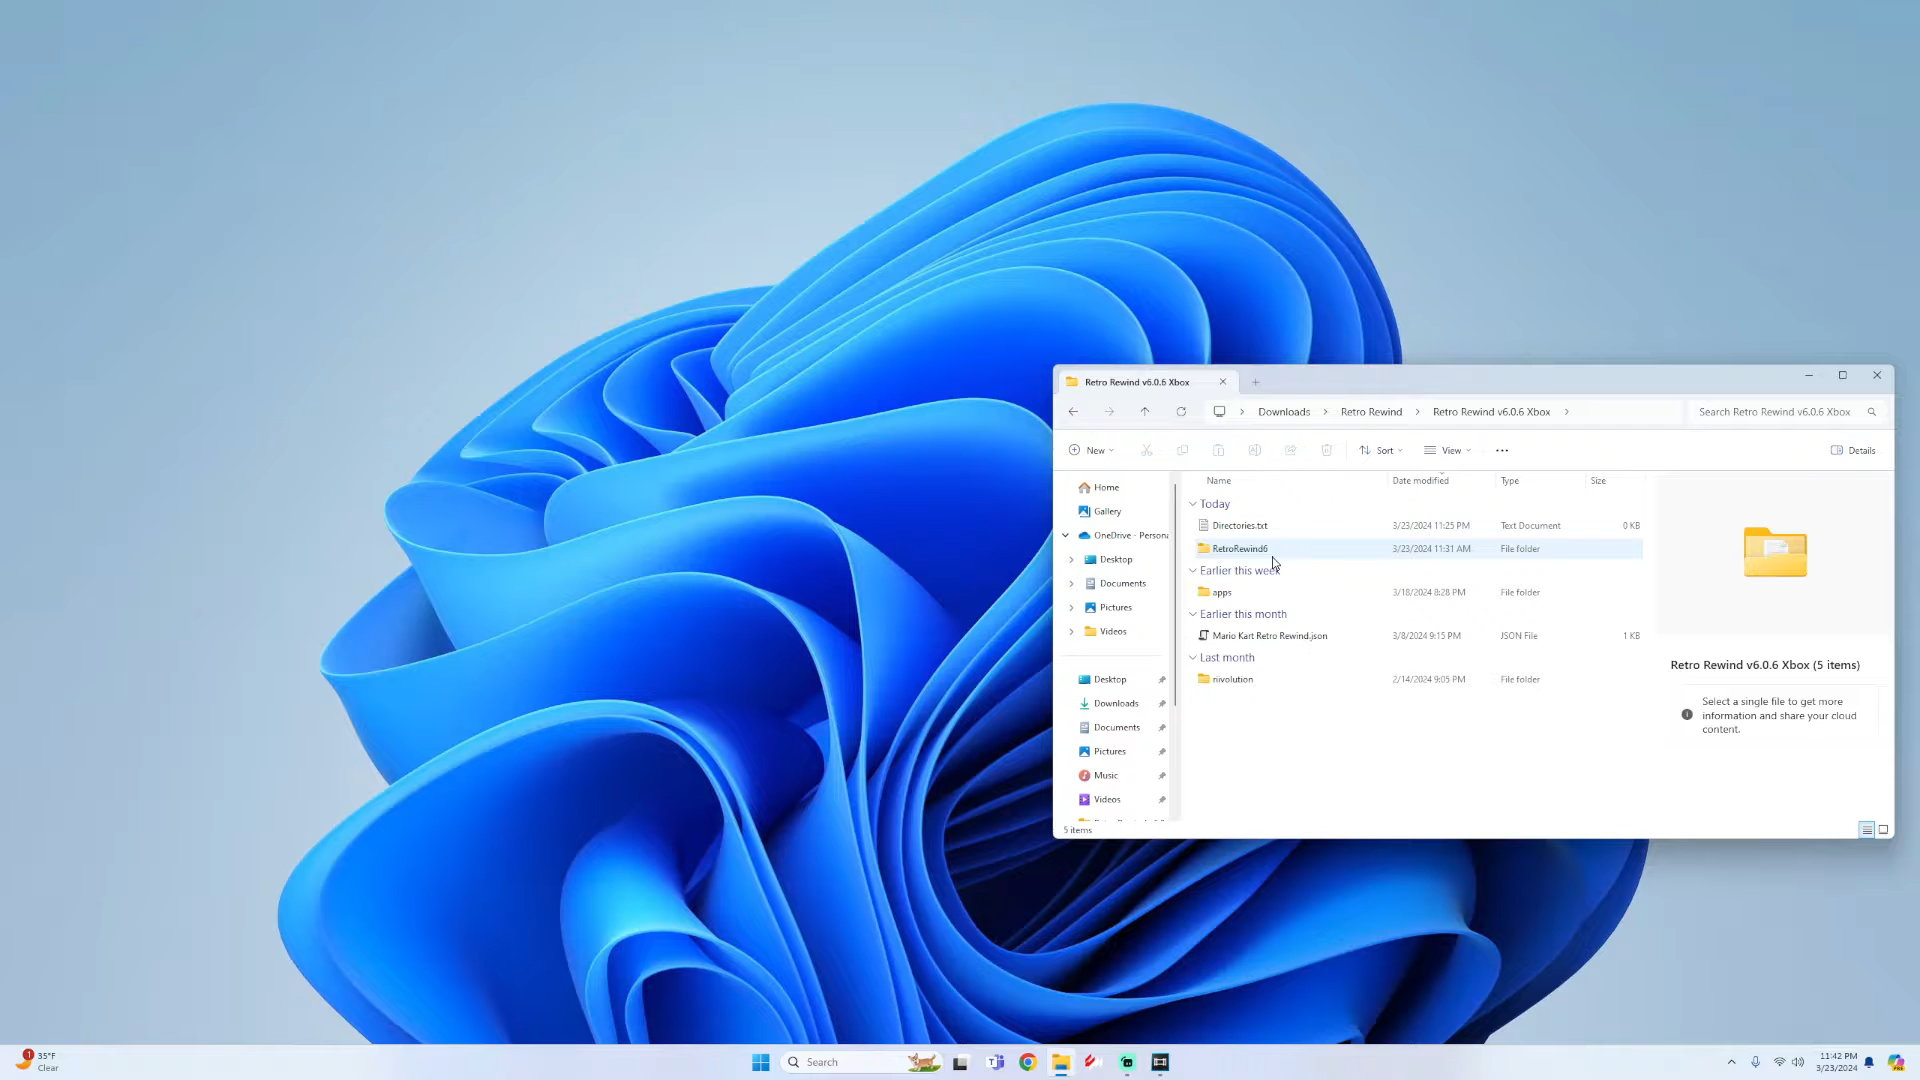 Retro Rewind v6.0.6 Xbox
Downloads
Retro Rewind
Retro Rewind v6.0.6 Xbox
Search Retro Rewind v6.0.6 Xbox
New
Sort
View
Details
Home
Gallery
OneDrive - Persona
Desktop
Documents
Pictures
Videos
Desktop
Downloads
Documents
Pictures
Music
Videos
Name
Date modified
Type
Size
Today
Directories.txt
3/23/2024 11:25 PM
Text Document
0 KB
RetroRewind6
3/23/2024 11:31 AM
File folder
Earlier this week
apps
3/18/2024 8:28 PM
File folder
Earlier this month
Mario Kart Retro Rewind.json
3/8/2024 9:15 PM
JSON File
1 KB
Last month
riivolution
2/14/2024 9:05 PM
File folder
Retro Rewind v6.0.6 Xbox (5 items)
Select a single file to get more
information and share your cloud
content.
5 items
1
35°F
Clear
Search
11:42 PM
3/23/2024